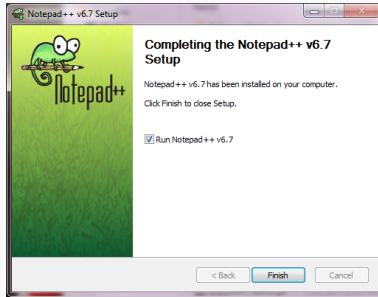 Notepad++ v6.7 Setup
Notepad++
Completing the Notepad++ v6.7
Setup
Notepad++ v6.7 has been installed on your computer.
Click Finish to close Setup.
Run Notepad++ v6.7
< Back
Finish
Cancel